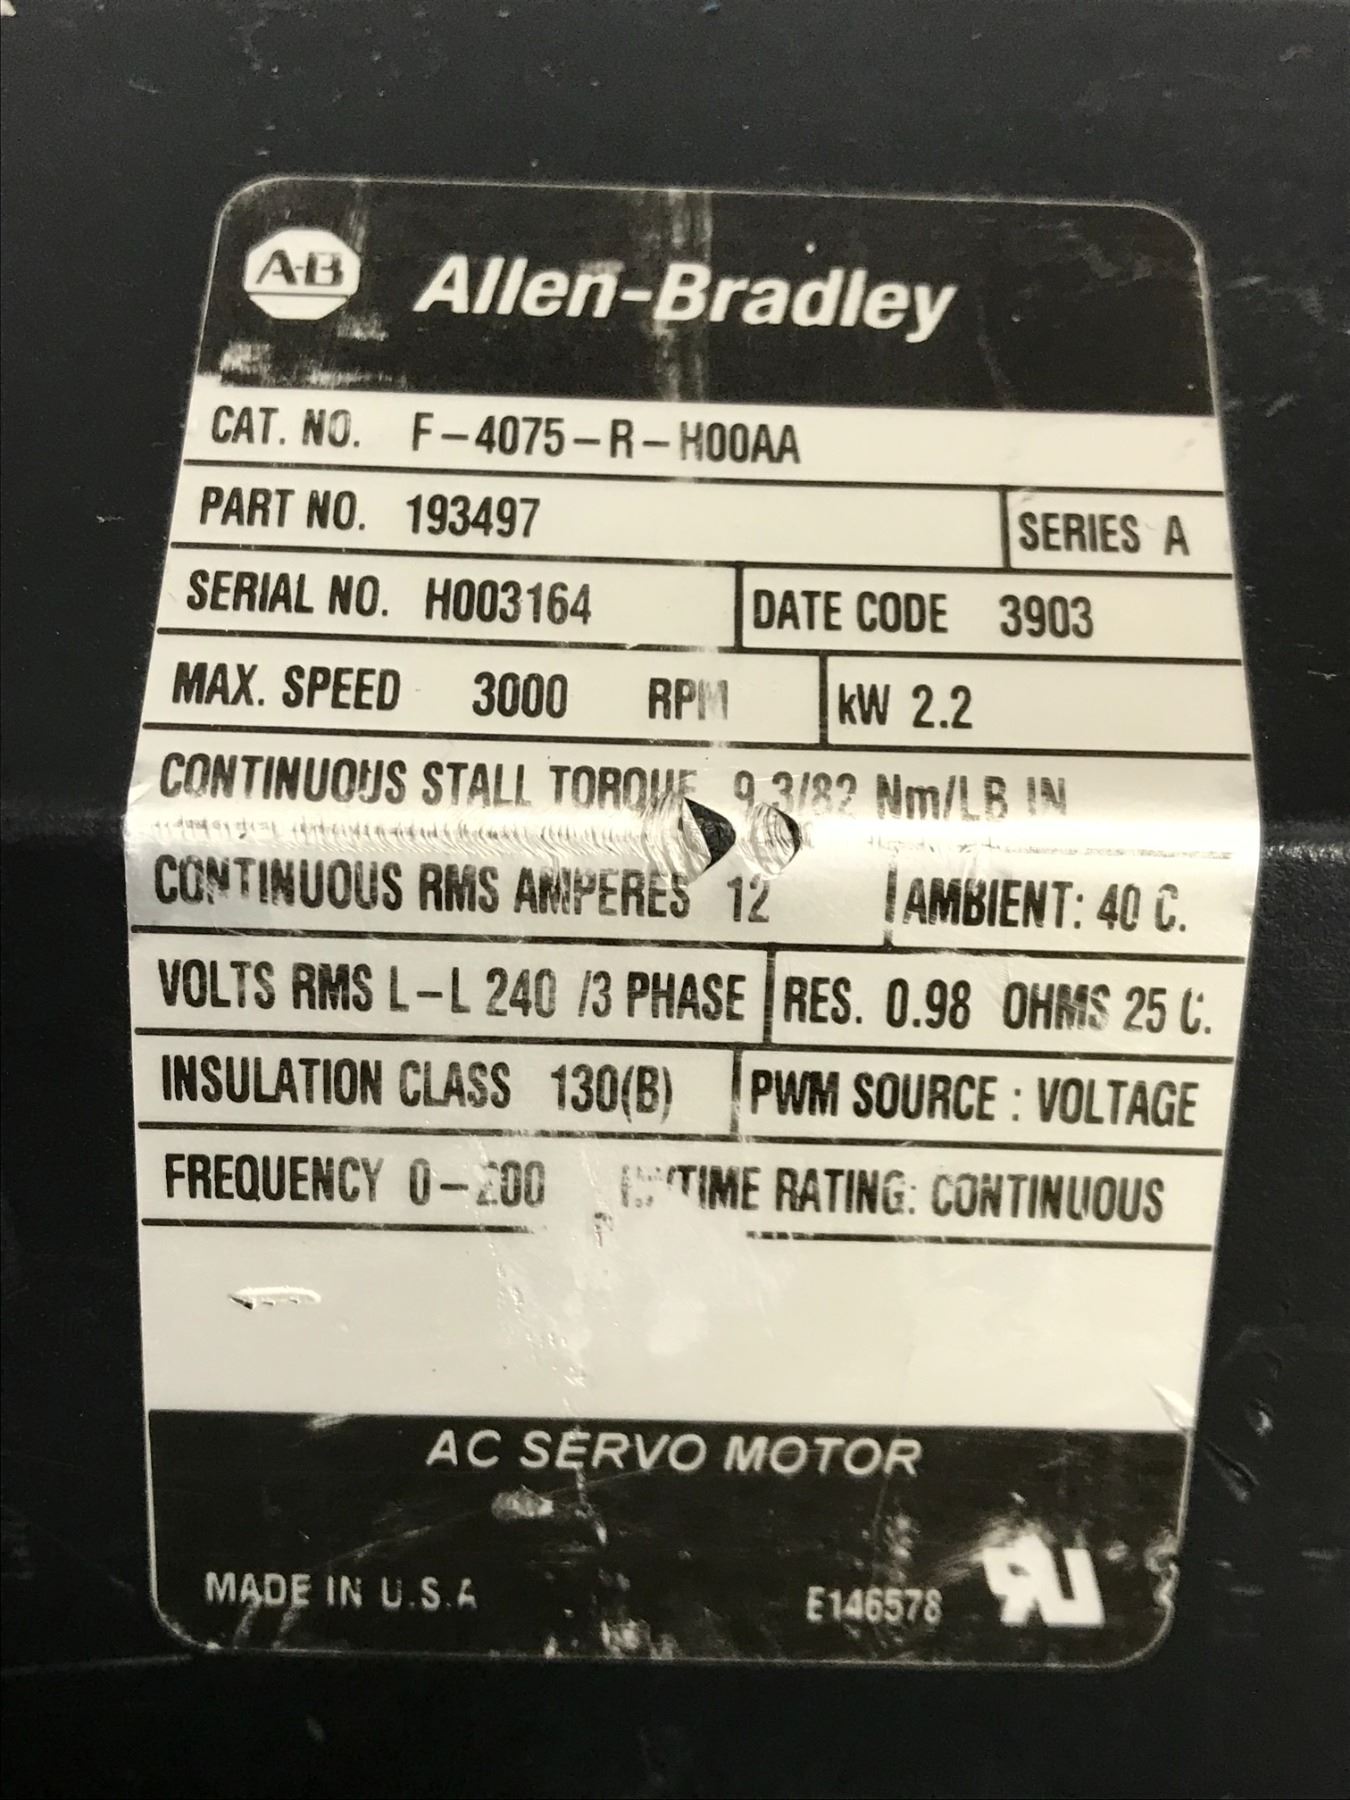 A-B Allen-Bradley
CAT. NO. F-4075-R-H00AA
PART NO. 193497 SERIES A
SERIAL NO. H003164 DATE CODE 3903
MAX. SPEED 3000 RPM kW 2.2
CONTINUOUS STALL TORQUE 9.3/82 Nm/LB IN
CONTINUOUS RMS AMPERES 12 AMBIENT: 40 C.
VOLTS RMS L-L 240 /3 PHASE RES. 0.98 OHMS 25 C.
INSULATION CLASS 130(B) PWM SOURCE : VOLTAGE
FREQUENCY 0-200 TIME RATING: CONTINUOUS
AC SERVO MOTOR
MADE IN U.S.A E146578 RU